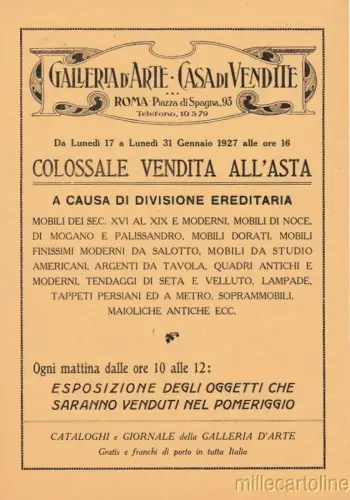 GALLERIA D'ARTE - CASA DI VENDITE
ROMA - Piazza di Spagna, 93
Telefono, 10579
Da Lunedì 17 a Lunedì 31 Gennaio 1927 alle ore 16
COLOSSALE VENDITA ALL'ASTA
A CAUSA DI DIVISIONE EREDITARIA
MOBILI DEI SEC. XVI AL XIX E MODERNI, MOBILI DI NOCE,
DI MOGANO E PALISSANDRO, MOBILI DORATI, MOBILI
FINISSIMI MODERNI DA SALOTTO, MOBILI DA STUDIO
AMERICANI, ARGENTI DA TAVOLA, QUADRI ANTICHI E
MODERNI, TENDAGGI DI SETA E VELLUTO, LAMPADE,
TAPPETI PERSIANI ED A METRO, SOPRAMMOBILI,
MAIOLICHE ANTICHE ECC.
Ogni mattina dalle ore 10 alle 12:
ESPOSIZIONE DEGLI OGGETTI CHE
SARANNO VENDUTI NEL POMERIGGIO
CATALOGHI e GIORNALE della GALLERIA D'ARTE
Gratis e franchi di porto in tutta Italia
millecartoline